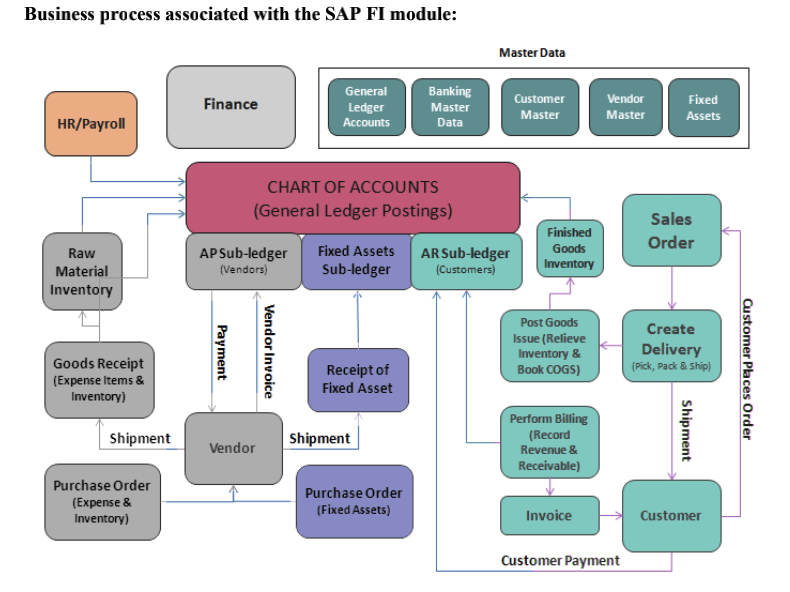 Business process associated with the SAP FI module:
Master Data
Finance
HR/Payroll
General
Ledger
Accounts
Banking
Master
Data
Customer
Master
Vendor
Master
Fixed
Assets
CHART OF ACCOUNTS
(General Ledger Postings)
AP Sub-ledger
(Vendors)
Fixed Assets
Sub-ledger
AR Sub-ledger
(Customers)
Finished
Goods
Inventory
Sales
Order
Raw
Material
Inventory
Payment
Vendor Invoice
Post Goods
Issue (Relieve
Inventory &
Book COGS)
Create
Delivery
(Pick, Pack & Ship)
Customer Places Order
Goods Receipt
(Expense Items &
Inventory)
Receipt of
Fixed Asset
Shipment
Vendor
Shipment
Perform Billing
(Record
Revenue &
Receivable)
Shipment
Purchase Order
(Expense &
Inventory)
Purchase Order
(Fixed Assets)
Invoice
Customer
Customer Payment